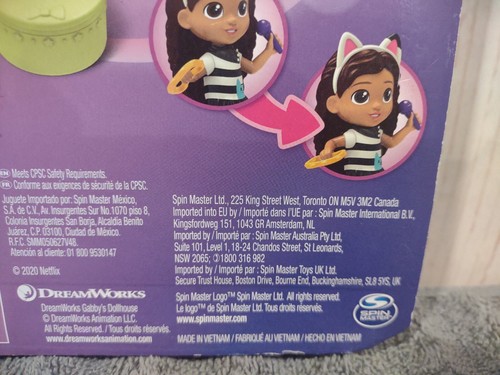 EN Meets CPSC Safety Requirements.
FR Conforme aux exigences de sécurité de la CPSC.
Juguete Importado por: Spin Master México,
S.A. de C.V., Av. Insurgentes Sur No.1070 piso 8,
Colonia Insurgentes San Borja, Alcaldía Benito
Juárez, C.P. 03100, Ciudad de México.
R.F.C. SMM050627V48.
Atención al cliente: 01 800 9530147
© 2020 Netflix
DREAMWORKS
DreamWorks Gabby's Dollhouse
© DreamWorks Animation LLC.
All Rights Reserved. / Tous droits réservés.
www.dreamworksanimation.com
Spin Master Ltd., 225 King Street West, Toronto ON M5V 3M2 Canada
Imported into EU by / Importé dans l'UE par : Spin Master International B.V.,
Kingsfordweg 151, 1043 GR Amsterdam, NL
Imported by / Importé par : Spin Master Australia Pty Ltd,
Suite 101, Level 1, 18-24 Chandos Street, St Leonards,
NSW 2065; 1800 316 982
Imported by / Importé par : Spin Master Toys UK Ltd.
Secure Trust House, Boston Drive, Bourne End, Buckinghamshire, SL8 5YS, UK
Spin Master Logo™ Spin Master Ltd. All rights reserved.
Le logo™ de Spin Master Ltd. Tous droits réservés.
www.spinmaster.com
SPIN MASTER
MADE IN VIETNAM / FABRIQUÉ AU VIETNAM / HECHO EN VIETNAM